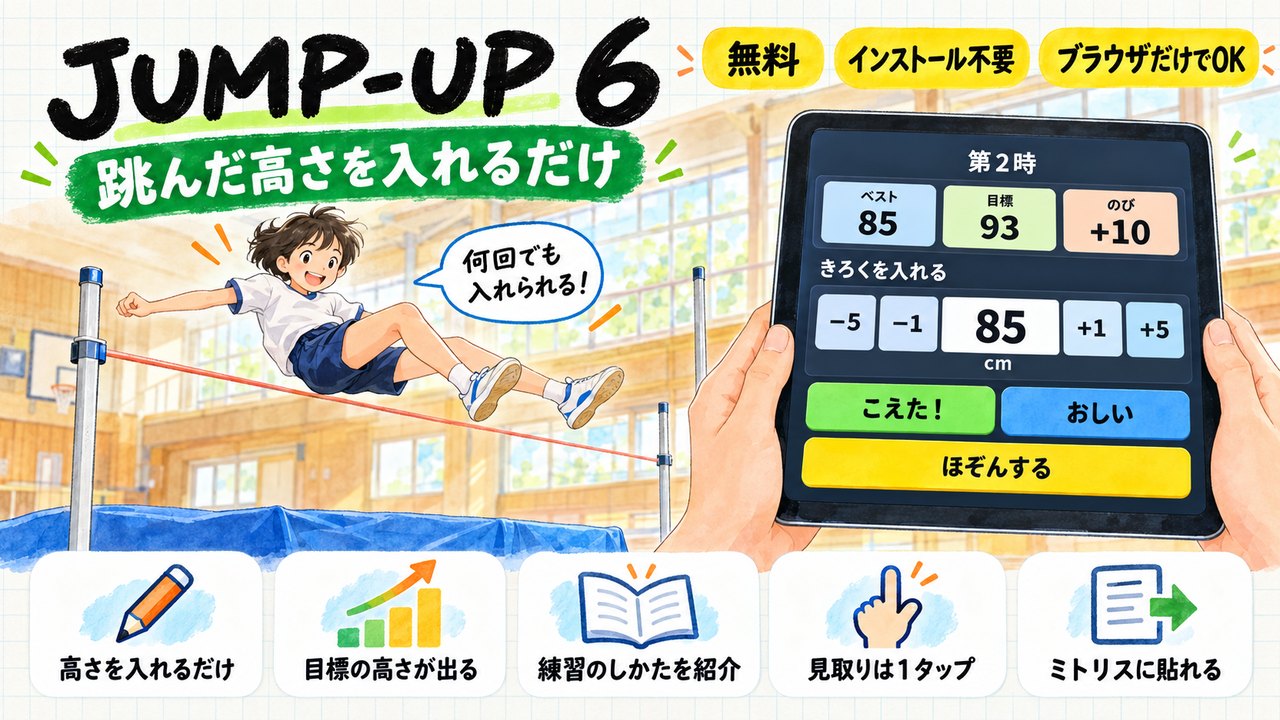 JUMP-UP 6
跳んだ高さを入れるだけ
無料
インストール不要
ブラウザだけでOK
何回でも
入れられる!
第2時
ベスト
85
目標
93
のび
+10
きろくを入れる
−5
−1
85
+1
+5
cm
こえた!
おしい
ほぞんする
高さを入れるだけ
目標の高さが出る
練習のしかたを紹介
見取りは1タップ
ミトリスに貼れる